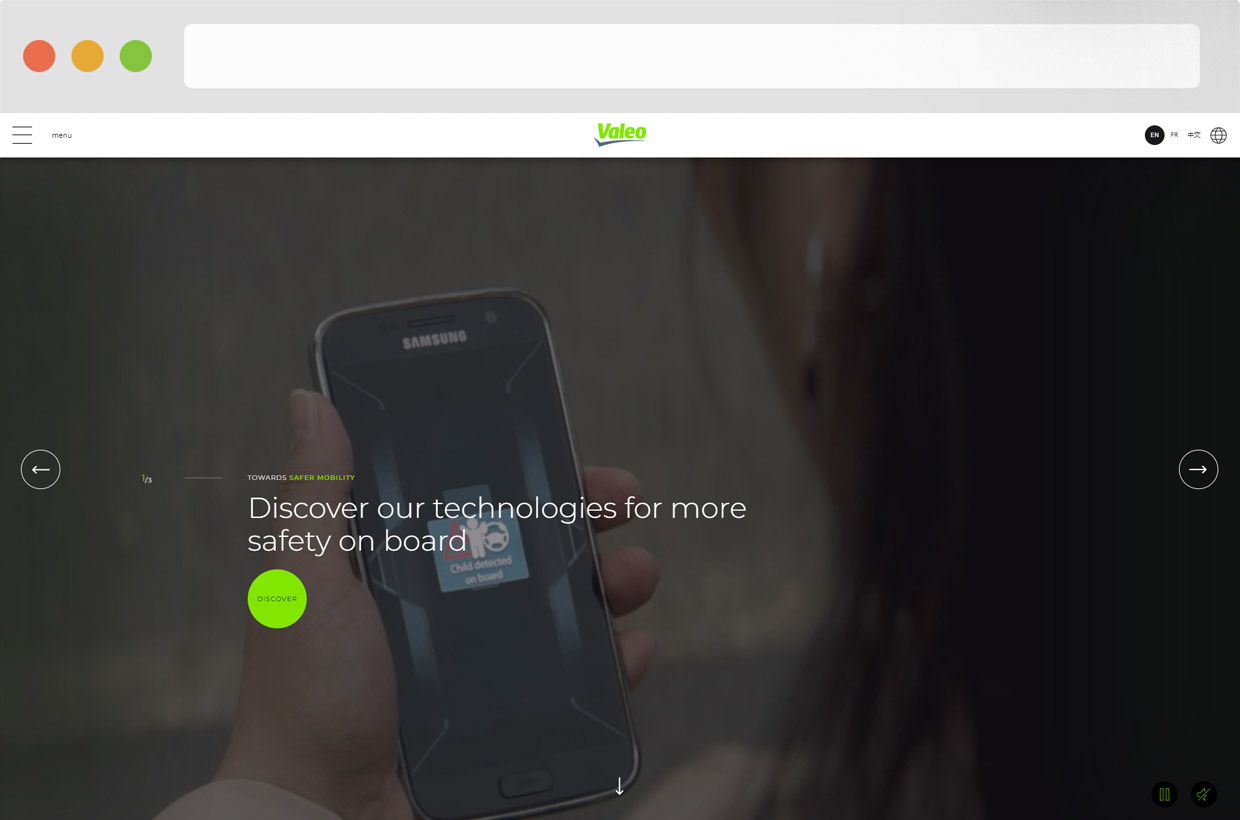 menu
Valeo
EN FR 中文
SAMSUNG
1/3
TOWARDS SAFER MOBILITY
Discover our technologies for more
safety on board
Child detected
on board
DISCOVER